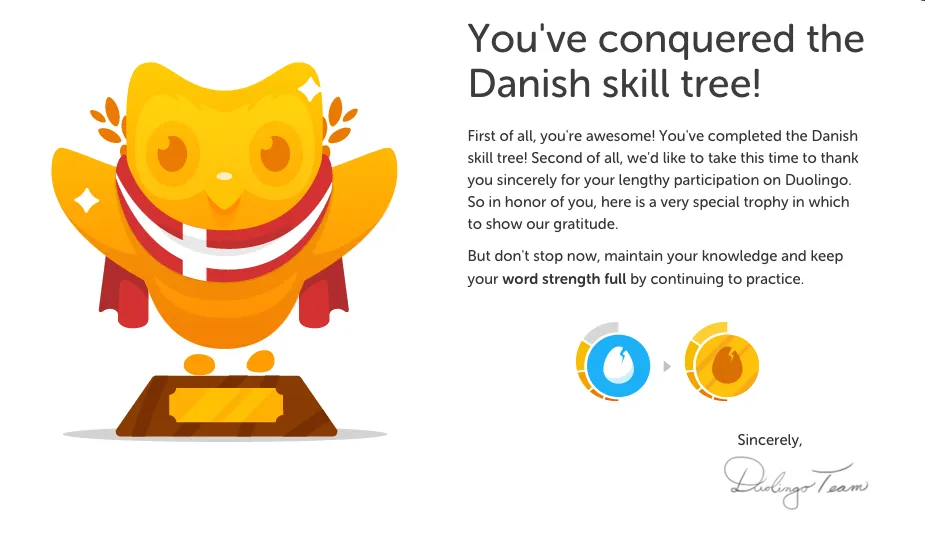 You've conquered the
Danish skill tree!
First of all, you're awesome! You've completed the Danish
skill tree! Second of all, we'd like to take this time to thank
you sincerely for your lengthy participation on Duolingo.
So in honor of you, here is a very special trophy in which
to show our gratitude.
But don't stop now, maintain your knowledge and keep
your word strength full by continuing to practice.
Sincerely,
Duolingo Team